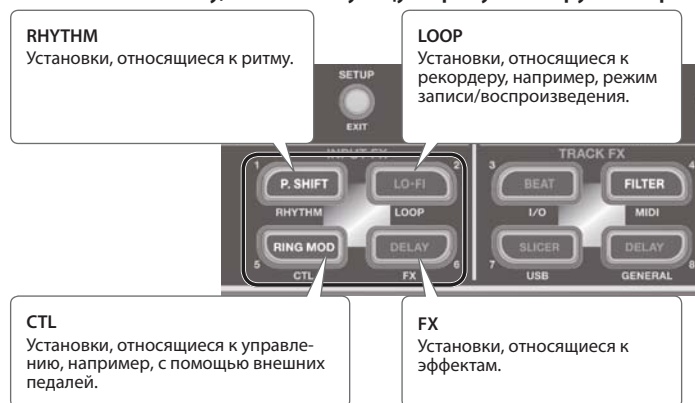 RHYTHM
Установки, относящиеся к ритму.
LOOP
Установки, относящиеся к
рекордеру, например, режим
записи/воспроизведения.
SETUP
EXIT
INPUT FX
TRACK FX
1
P. SHIFT
LO-FI
2
3
BEAT
FILTER
4
RHYTHM
LOOP
I/O
MIDI
RING MOD
DELAY
SLICER
DELAY
5
CTL
FX
6
7
USB
GENERAL
8
CTL
Установки, относящиеся к управле-
нию, например, с помощью внешних
педалей.
FX
Установки, относящиеся к
эффектам.